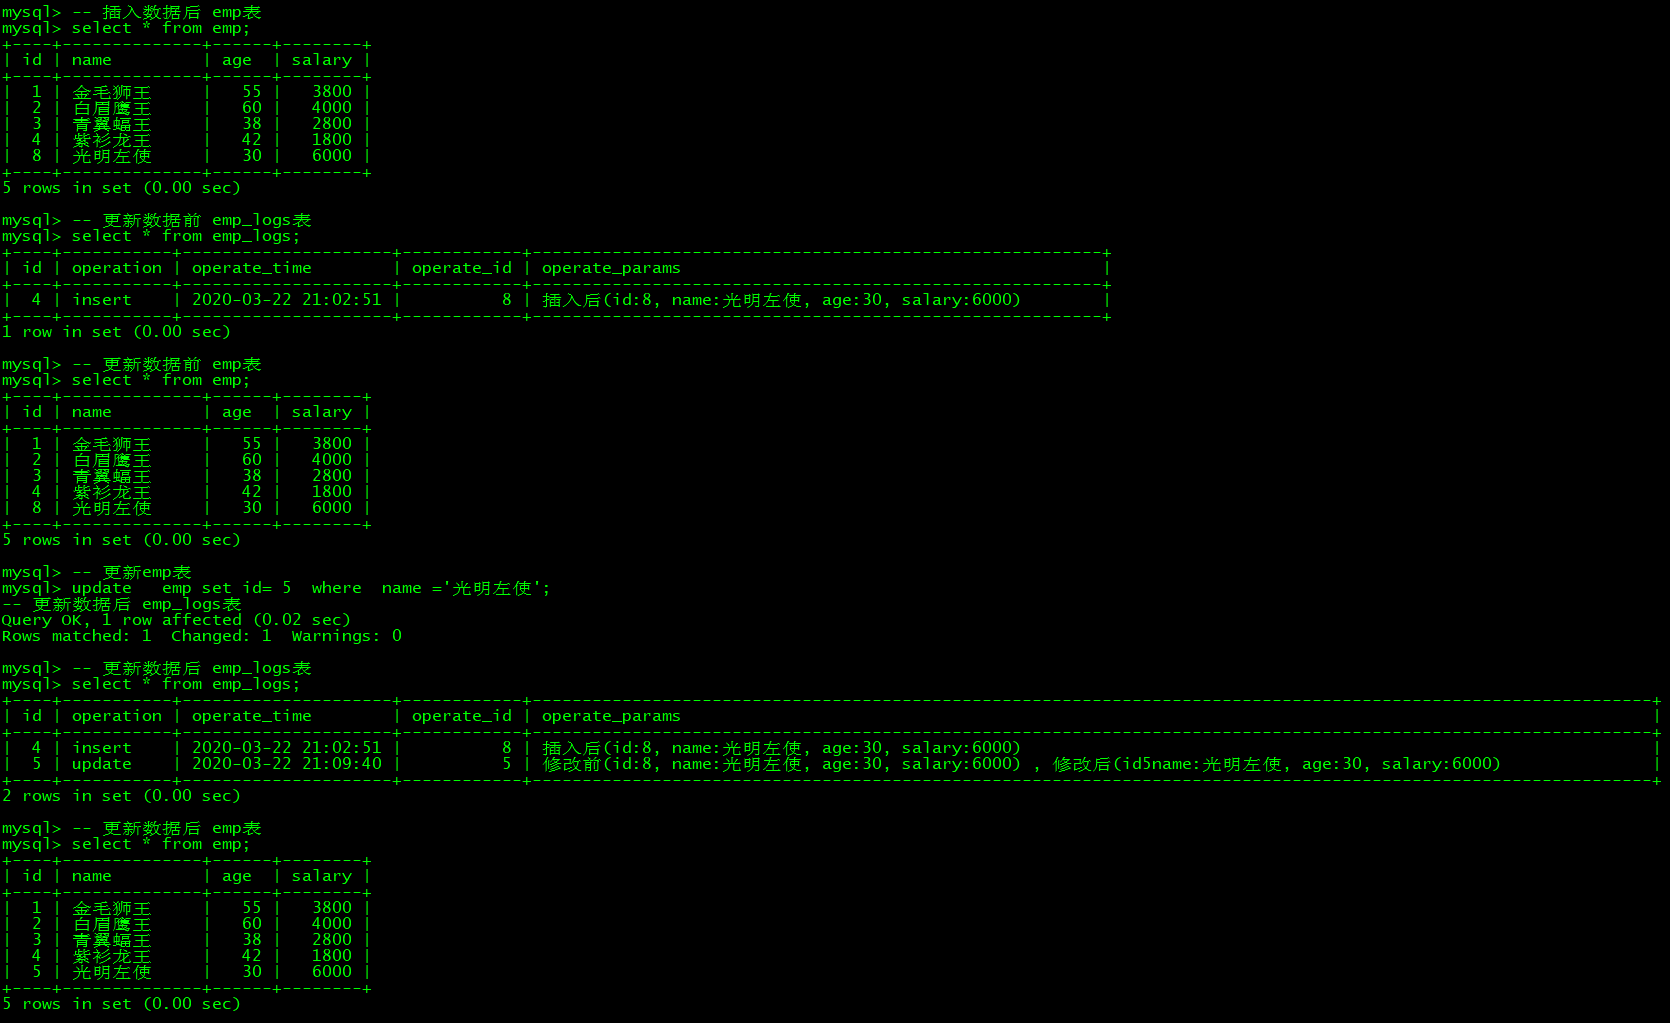 mysql> -- 插入数据后 emp表
mysql> select * from emp;
+----+--------------+------+--------+
| id | name         | age  | salary |
+----+--------------+------+--------+
|  1 | 金毛狮王     |   55 |   3800 |
|  2 | 白眉鹰王     |   60 |   4000 |
|  3 | 青翼蝠王     |   38 |   2800 |
|  4 | 紫衫龙王     |   42 |   1800 |
|  8 | 光明左使     |   30 |   6000 |
+----+--------------+------+--------+
5 rows in set (0.00 sec)
mysql> -- 更新数据前 emp_logs表
mysql> select * from emp_logs;
+----+-----------+---------------------+------------+---------------------------------------------------------+
| id | operation | operate_time        | operate_id | operate_params                                          |
+----+-----------+---------------------+------------+---------------------------------------------------------+
|  4 | insert    | 2020-03-22 21:02:51 |          8 | 插入后(id:8, name:光明左使, age:30, salary:6000)        |
+----+-----------+---------------------+------------+---------------------------------------------------------+
1 row in set (0.00 sec)
mysql> -- 更新数据前 emp表
mysql> select * from emp;
+----+--------------+------+--------+
| id | name         | age  | salary |
+----+--------------+------+--------+
|  1 | 金毛狮王     |   55 |   3800 |
|  2 | 白眉鹰王     |   60 |   4000 |
|  3 | 青翼蝠王     |   38 |   2800 |
|  4 | 紫衫龙王     |   42 |   1800 |
|  8 | 光明左使     |   30 |   6000 |
+----+--------------+------+--------+
5 rows in set (0.00 sec)
mysql> -- 更新emp表
mysql> update   emp set id= 5  where  name ='光明左使';
-- 更新数据后 emp_logs表
Query OK, 1 row affected (0.02 sec)
Rows matched: 1  Changed: 1  Warnings: 0
mysql> -- 更新数据后 emp_logs表
mysql> select * from emp_logs;
+----+-----------+---------------------+------------+----------------------------------------------------------------------------------------------------------------+
| id | operation | operate_time        | operate_id | operate_params                                                                                                 |
+----+-----------+---------------------+------------+----------------------------------------------------------------------------------------------------------------+
|  4 | insert    | 2020-03-22 21:02:51 |          8 | 插入后(id:8, name:光明左使, age:30, salary:6000)                                                               |
|  5 | update    | 2020-03-22 21:09:40 |          5 | 修改前(id:8, name:光明左使, age:30, salary:6000) , 修改后(id5name:光明左使, age:30, salary:6000)               |
+----+-----------+---------------------+------------+----------------------------------------------------------------------------------------------------------------+
2 rows in set (0.00 sec)
mysql> -- 更新数据后 emp表
mysql> select * from emp;
+----+--------------+------+--------+
| id | name         | age  | salary |
+----+--------------+------+--------+
|  1 | 金毛狮王     |   55 |   3800 |
|  2 | 白眉鹰王     |   60 |   4000 |
|  3 | 青翼蝠王     |   38 |   2800 |
|  4 | 紫衫龙王     |   42 |   1800 |
|  5 | 光明左使     |   30 |   6000 |
+----+--------------+------+--------+
5 rows in set (0.00 sec)